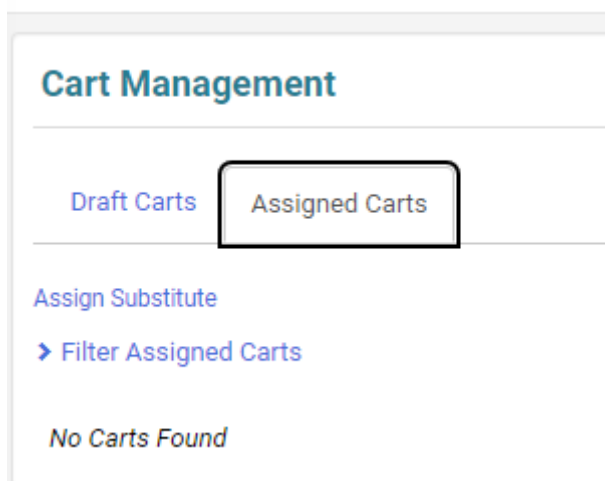 Cart Management
Draft Carts Assigned Carts
Assign Substitute
Filter Assigned Carts
No Carts Found